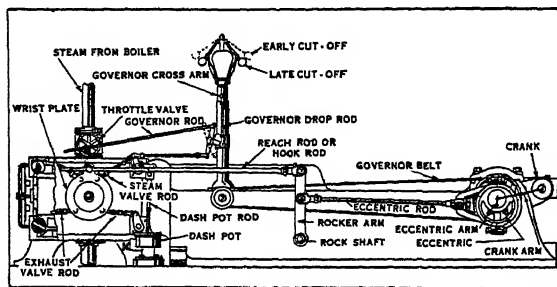 EARLY CUT-OFF
STEAM FROM BOILER
LATE CUT-OFF
GOVERNOR CROSS ARM
THROTTLE VALVE
WRIST PLATE
GOVERNOR ROD
GOVERNOR DROP ROD
REACH ROD OR
HOOK ROD
CRANK
GOVERNOR BELT
STEAM
VALVE ROD
ECCENTRIC ROD
DASH POT ROD
ECCENTRIC ARM
ROCKER ARM
DASH POT
ECCENTRIC
ROCK SHAFT
CRANK ARM
EXHAUST
VALVE ROD